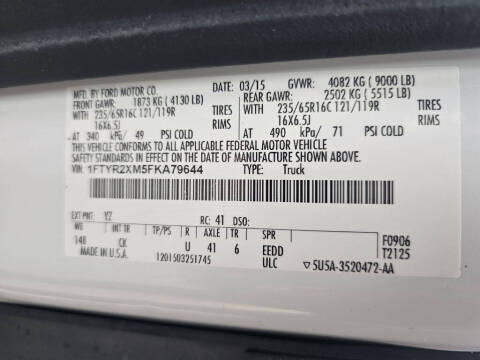 MFD. BY FORD MOTOR CO. DATE: 03/15 GVWR: 4082 KG ( 9000 LB)
FRONT GAWR: 1873 KG ( 4130 LB) REAR GAWR: 2502 KG ( 5515 LB)
WITH 235/65R16C 121/119R TIRES WITH 235/65R16C 121/119R TIRES
16X6.5J RIMS 16X6.5J RIMS
AT 340 kPa/ 49 PSI COLD AT 490 kPa/ 71 PSI COLD
THIS VEHICLE CONFORMS TO ALL APPLICABLE FEDERAL MOTOR VEHICLE
SAFETY STANDARDS IN EFFECT ON THE DATE OF MANUFACTURE SHOWN ABOVE.
VIN: 1FTYR2XM5FKA79644 TYPE: Truck
EXT PNT: YZ RC: 41 DSO:
WB INT TR TP/PS R AXLE TR SPR F0906
148 CK U 41 6 EEDD T2125
MADE IN U.S.A. 1201503251745 ULC ▽5U5A-3520472-AA